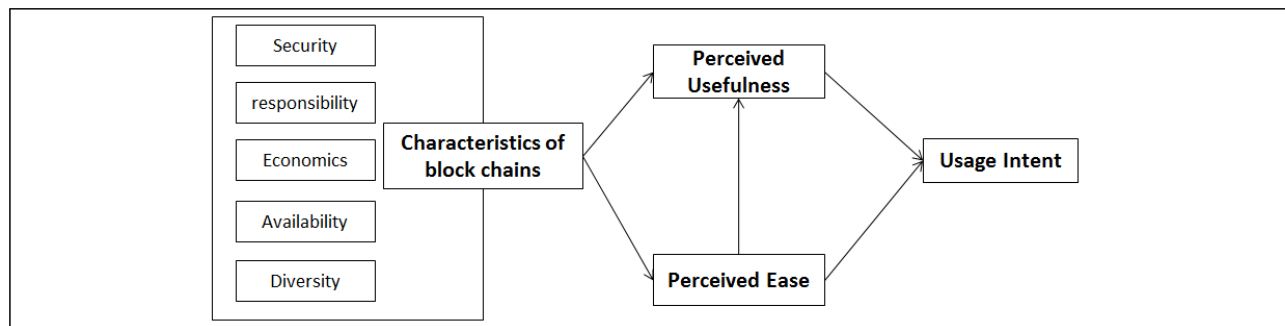 Security
responsibility
Economics
Availability
Diversity
Characteristics of
block chains
Perceived
Usefulness
Perceived Ease
Usage Intent